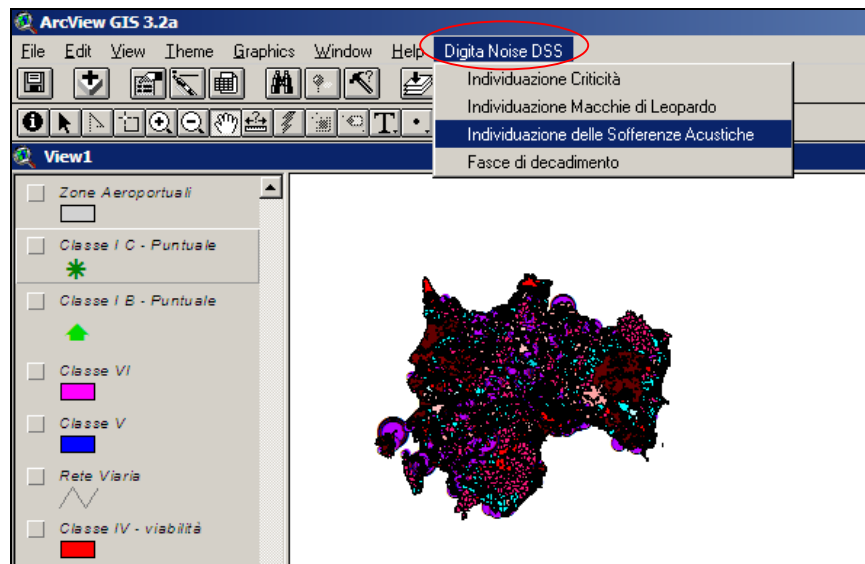 ArcView GIS 3.2a
File Edit View Theme Graphics Window Help Digita Noise DSS
Individuazione Criticità
Individuazione Macchie di Leopardo
Individuazione delle Sofferenze Acustiche
Fasce di decadimento
View1
Zone Aeroportuali
Classe I C - Puntuale
Classe I B - Puntuale
Classe VI
Classe V
Rete Viaria
Classe IV - viabilità